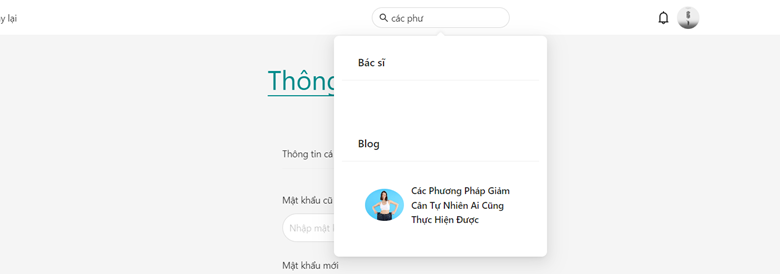 lại
các phư
Bác sĩ
Thông
Blog
Thông tin cá
Các Phương Pháp Giảm
Cân Tự Nhiên Ai Cũng
Thực Hiện Được
Mật khẩu cũ
Nhập mật
Mật khẩu mới